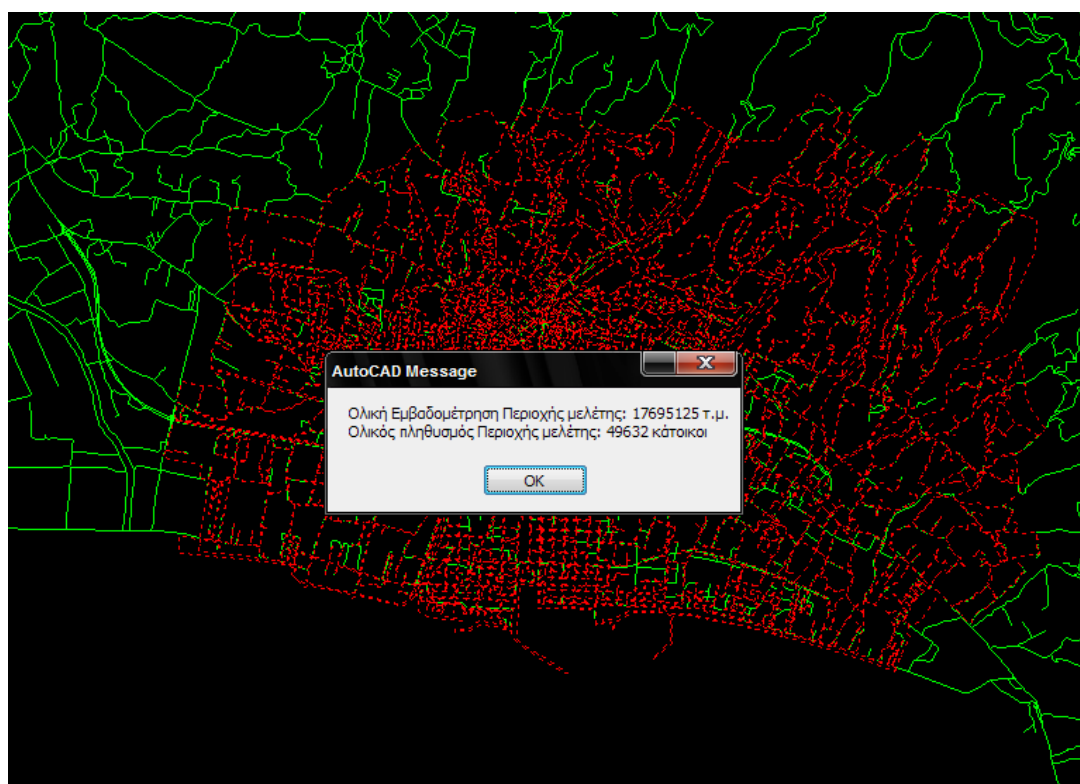 AutoCAD Message
Ολική Εμβαδομέτρηση Περιοχής μελέτης: 17695125 τ.μ.
Ολικός πληθυσμός Περιοχής μελέτης: 49632 κάτοικοι
OK